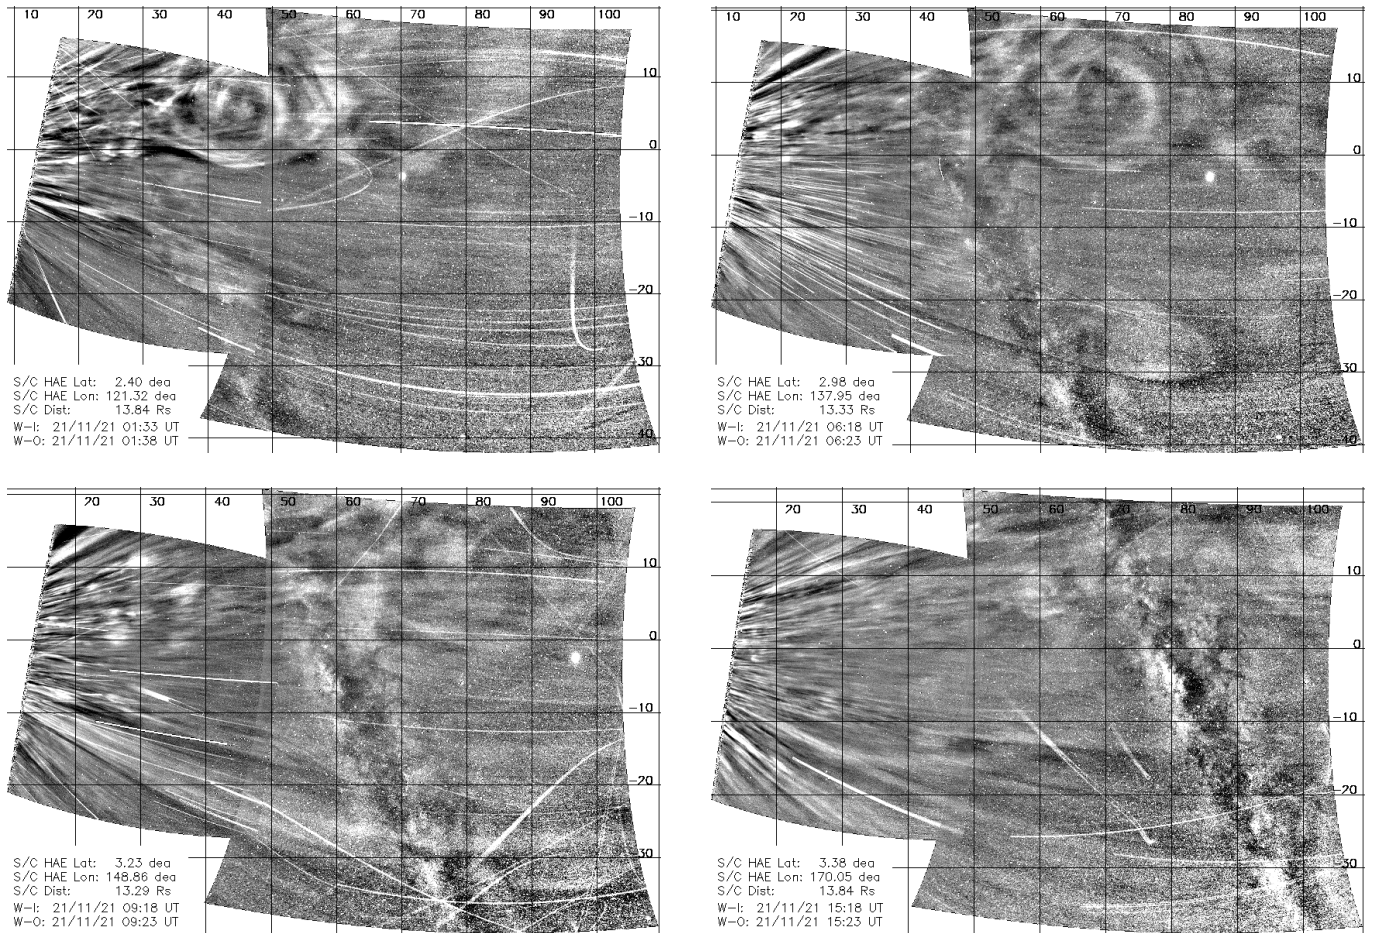 10 20 30 40 50 60 70 80 90 100
10
0
-10
-20
-30
40
S/C HAE Lat: 2.40 deg
S/C HAE Lon: 121.32 deg
S/C Dist: 13.84 Rs
W-I: 21/11/21 01:33 UT
W-O: 21/11/21 01:38 UT
10 20 30 40 50 60 70 80 90 100
10
0
-10
-20
-30
-40
S/C HAE Lat: 2.98 deg
S/C HAE Lon: 137.95 deg
S/C Dist: 13.33 Rs
W-I: 21/11/21 06:18 UT
W-O: 21/11/21 06:23 UT
20 30 40 50 60 70 80 90 100
10
0
-10
-20
-30
S/C HAE Lat: 3.23 deg
S/C HAE Lon: 148.86 deg
S/C Dist: 13.29 Rs
W-I: 21/11/21 09:18 UT
W-O: 21/11/21 09:23 UT
20 30 40 50 60 70 80 90 100
10
0
-10
-20
-30
S/C HAE Lat: 3.38 deg
S/C HAE Lon: 170.05 deg
S/C Dist: 13.84 Rs
W-I: 21/11/21 15:18 UT
W-O: 21/11/21 15:23 UT